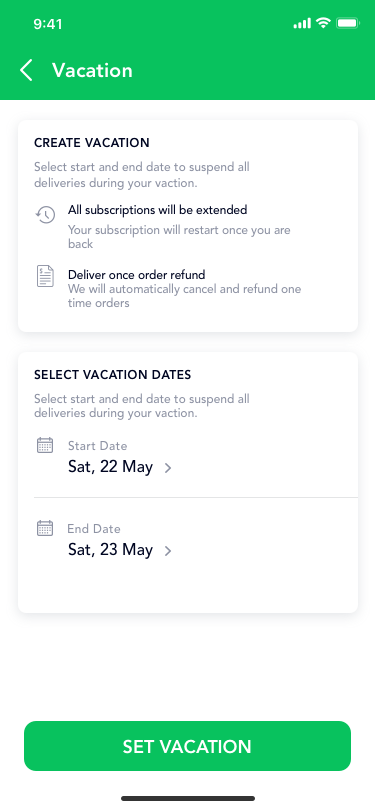 9:41
Vacation
CREATE VACATION
Select start and end date to suspend all
deliveries during your vaction.
All subscriptions will be extended
Your subscription will restart once you are
back
Deliver once order refund
We will automatically cancel and refund one
time orders
SELECT VACATION DATES
Select start and end date to suspend all
deliveries during your vaction.
Start Date
Sat, 22 May
End Date
Sat, 23 May
SET VACATION